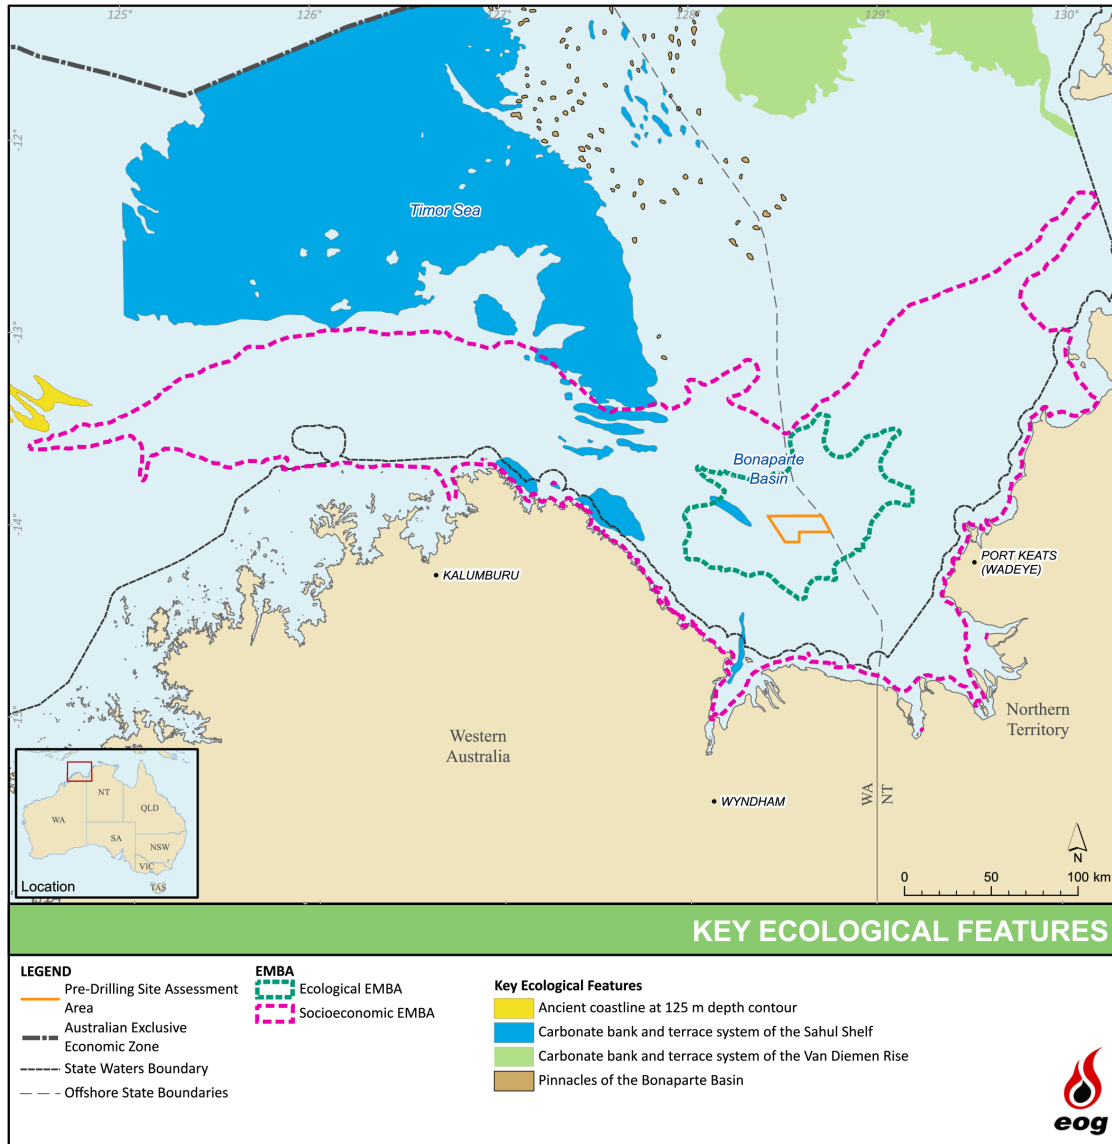 125°
126°
127°
128°
129°
130°
-12°
Timor Sea
-13°
Bonaparte
Basin
-14°
KALUMBURU
PORT KEATS
(WADEYE)
Northern
Territory
Western
Australia
WA
NT
WYNDHAM
N
0 50 100 km
NT
WA
QLD
SA
NSW
VIC
TAS
Location
KEY ECOLOGICAL FEATURES
LEGEND
Pre-Drilling Site Assessment
Area
Australian Exclusive
Economic Zone
State Waters Boundary
Offshore State Boundaries
EMBA
Ecological EMBA
Socioeconomic EMBA
Key Ecological Features
Ancient coastline at 125 m depth contour
Carbonate bank and terrace system of the Sahul Shelf
Carbonate bank and terrace system of the Van Diemen Rise
Pinnacles of the Bonaparte Basin
eog